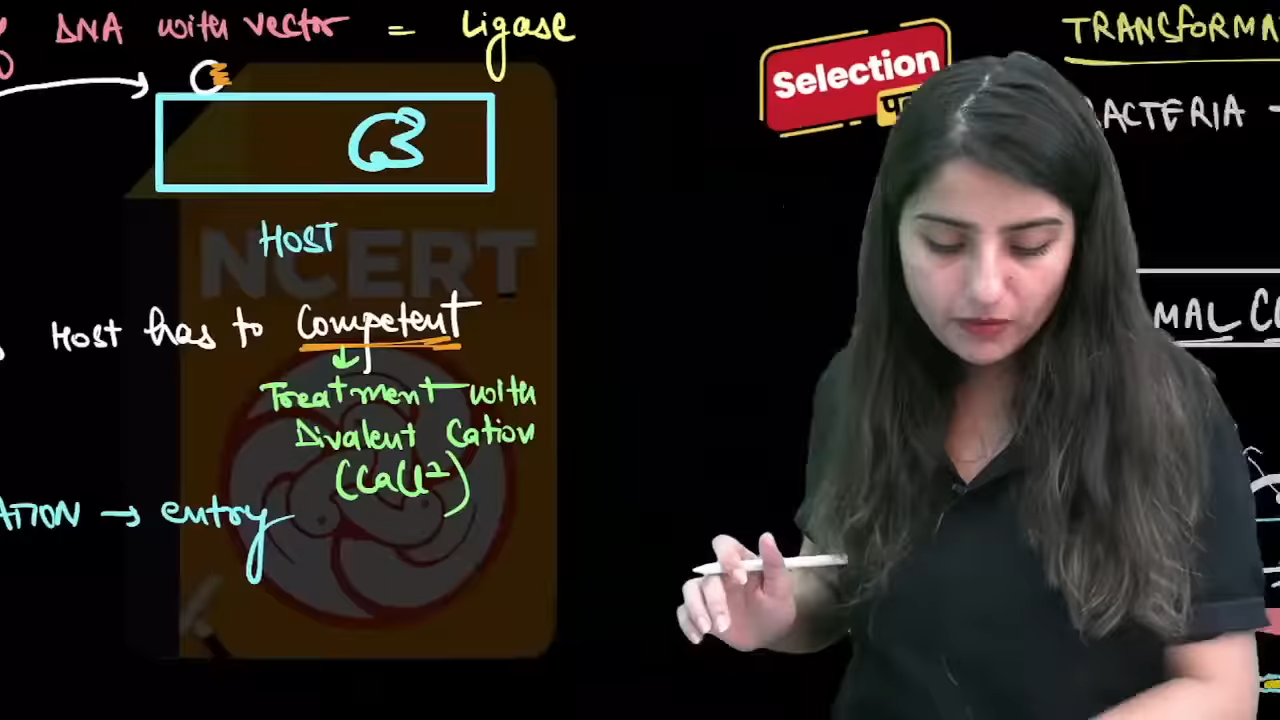 DNA with vector = Ligase
Selection
TRANSFORMA
BACTERIA -
HOST
NCERT
HOST has to Competent
MAL C
Treatment with
Divalent Cation
(CaCl²)
ATION → entry